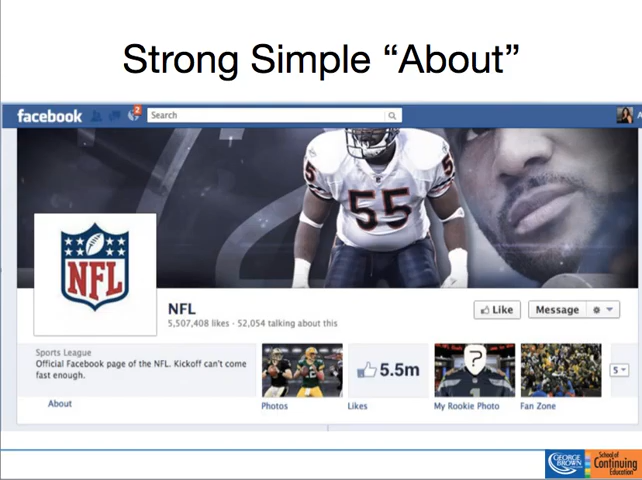 Strong Simple “About”
facebook
2
Search
A
55
5
55
NFL
NFL
5,507,408 likes · 52,054 talking about this
Like
Message
Sports League
Official Facebook page of the NFL. Kickoff can't come
fast enough.
About
5.5m
?
Photos
Likes
My Rookie Photo
Fan Zone
5
GEORGE
BROWN
School of
Continuing
Education